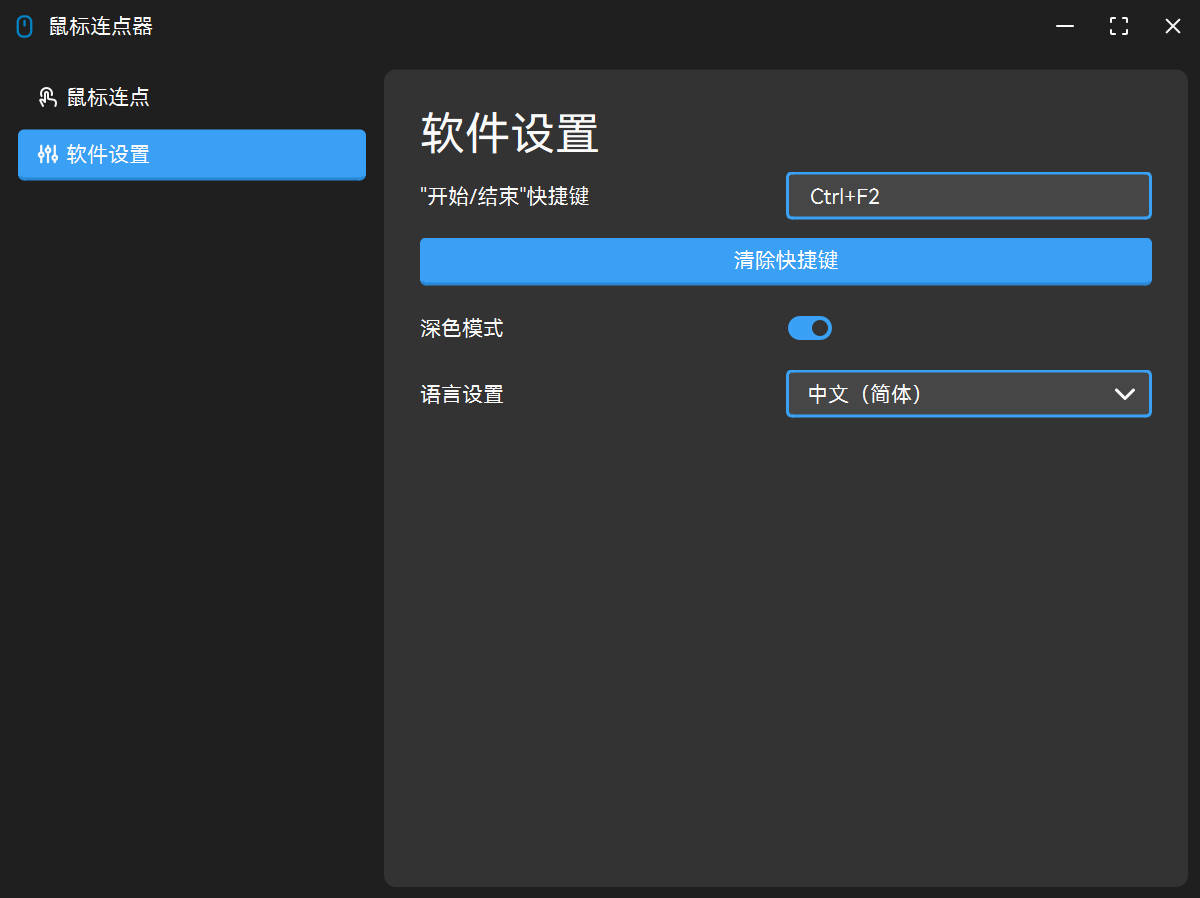 鼠标连点器
鼠标连点
软件设置
软件设置
"开始/结束"快捷键
Ctrl+F2
清除快捷键
深色模式
语言设置
中文（简体）